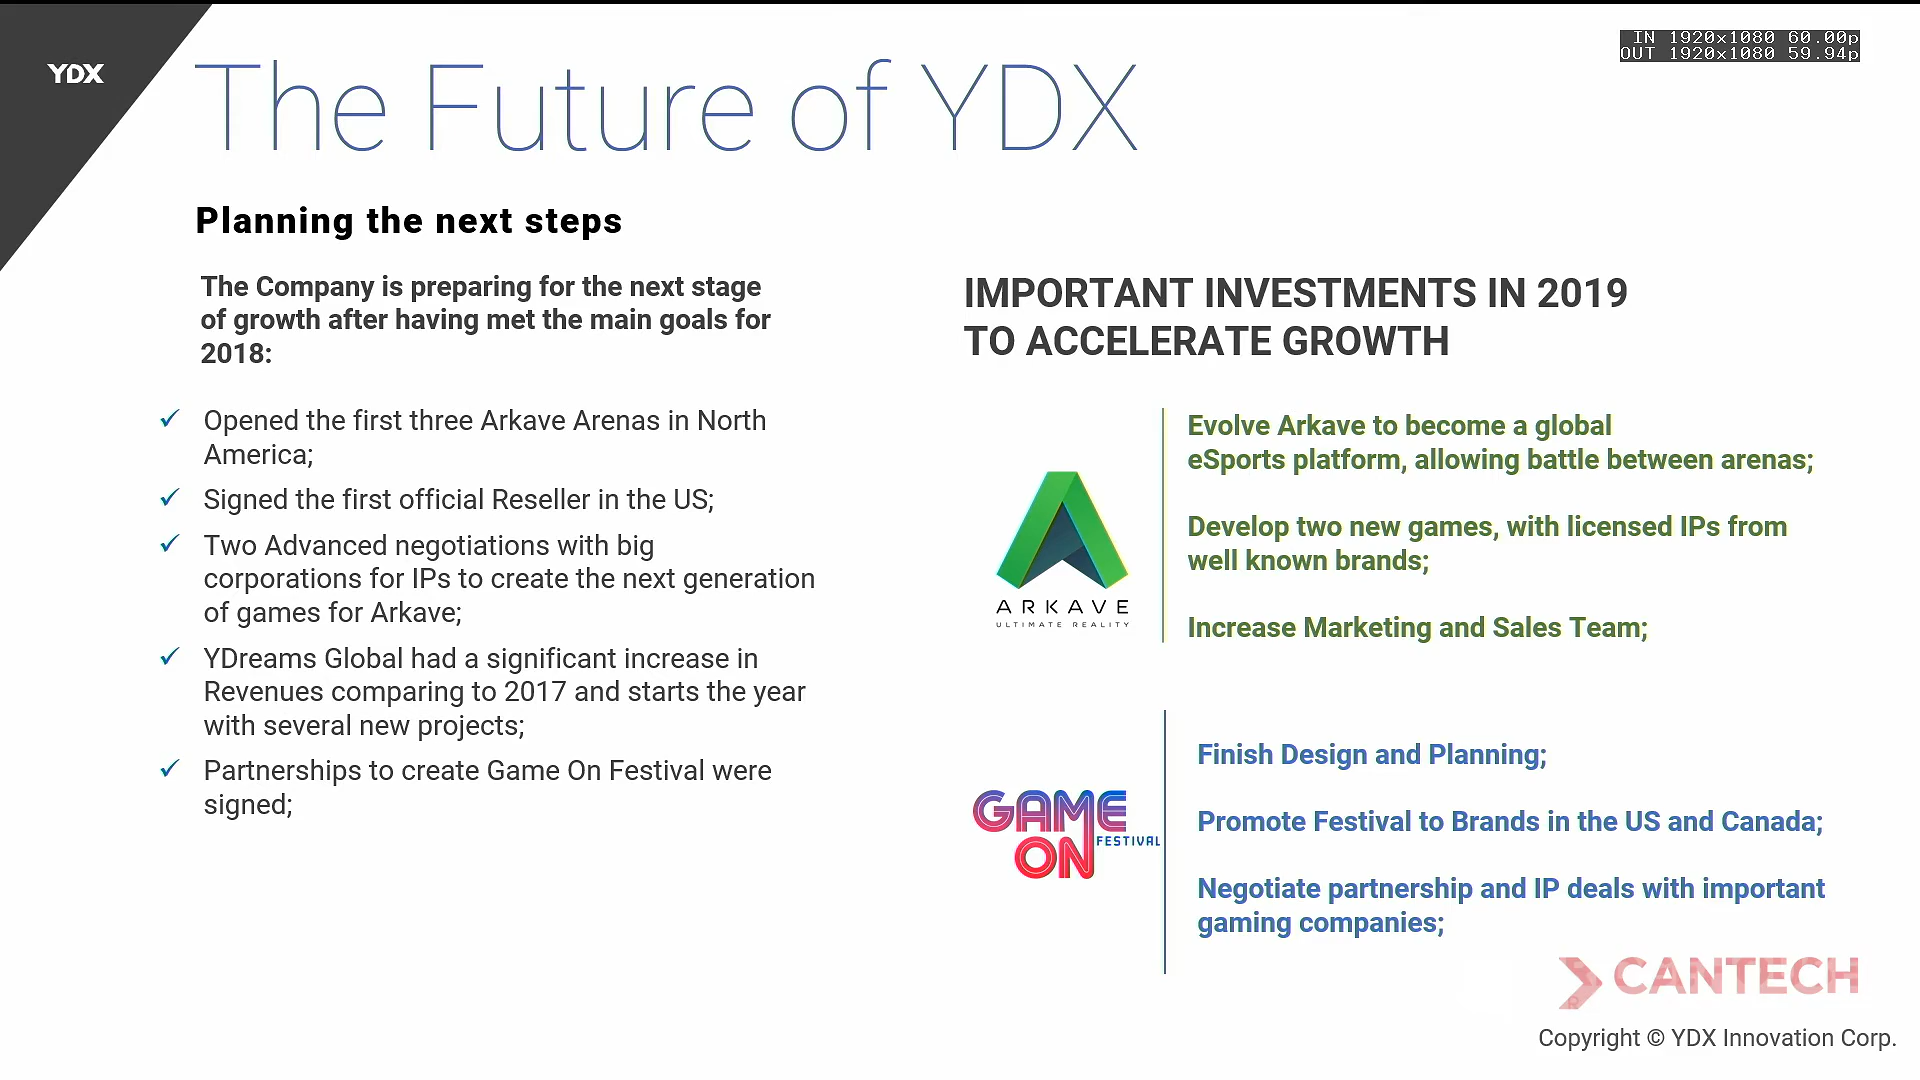 YDX
IN 1920x1080 60.00p
OUT 1920x1080 59.94p
The Future of YDX
Planning the next steps
The Company is preparing for the next stage
of growth after having met the main goals for
2018:
Opened the first three Arkave Arenas in North
America;
Signed the first official Reseller in the US;
Two Advanced negotiations with big
corporations for IPs to create the next generation
of games for Arkave;
YDreams Global had a significant increase in
Revenues comparing to 2017 and starts the year
with several new projects;
Partnerships to create Game On Festival were
signed;
IMPORTANT INVESTMENTS IN 2019
TO ACCELERATE GROWTH
ARKAVE
ULTIMATE REALITY
Evolve Arkave to become a global
eSports platform, allowing battle between arenas;
Develop two new games, with licensed IPs from
well known brands;
Increase Marketing and Sales Team;
GAME
ON
FESTIVAL
Finish Design and Planning;
Promote Festival to Brands in the US and Canada;
Negotiate partnership and IP deals with important
gaming companies;
CANTECH
Copyright © YDX Innovation Corp.